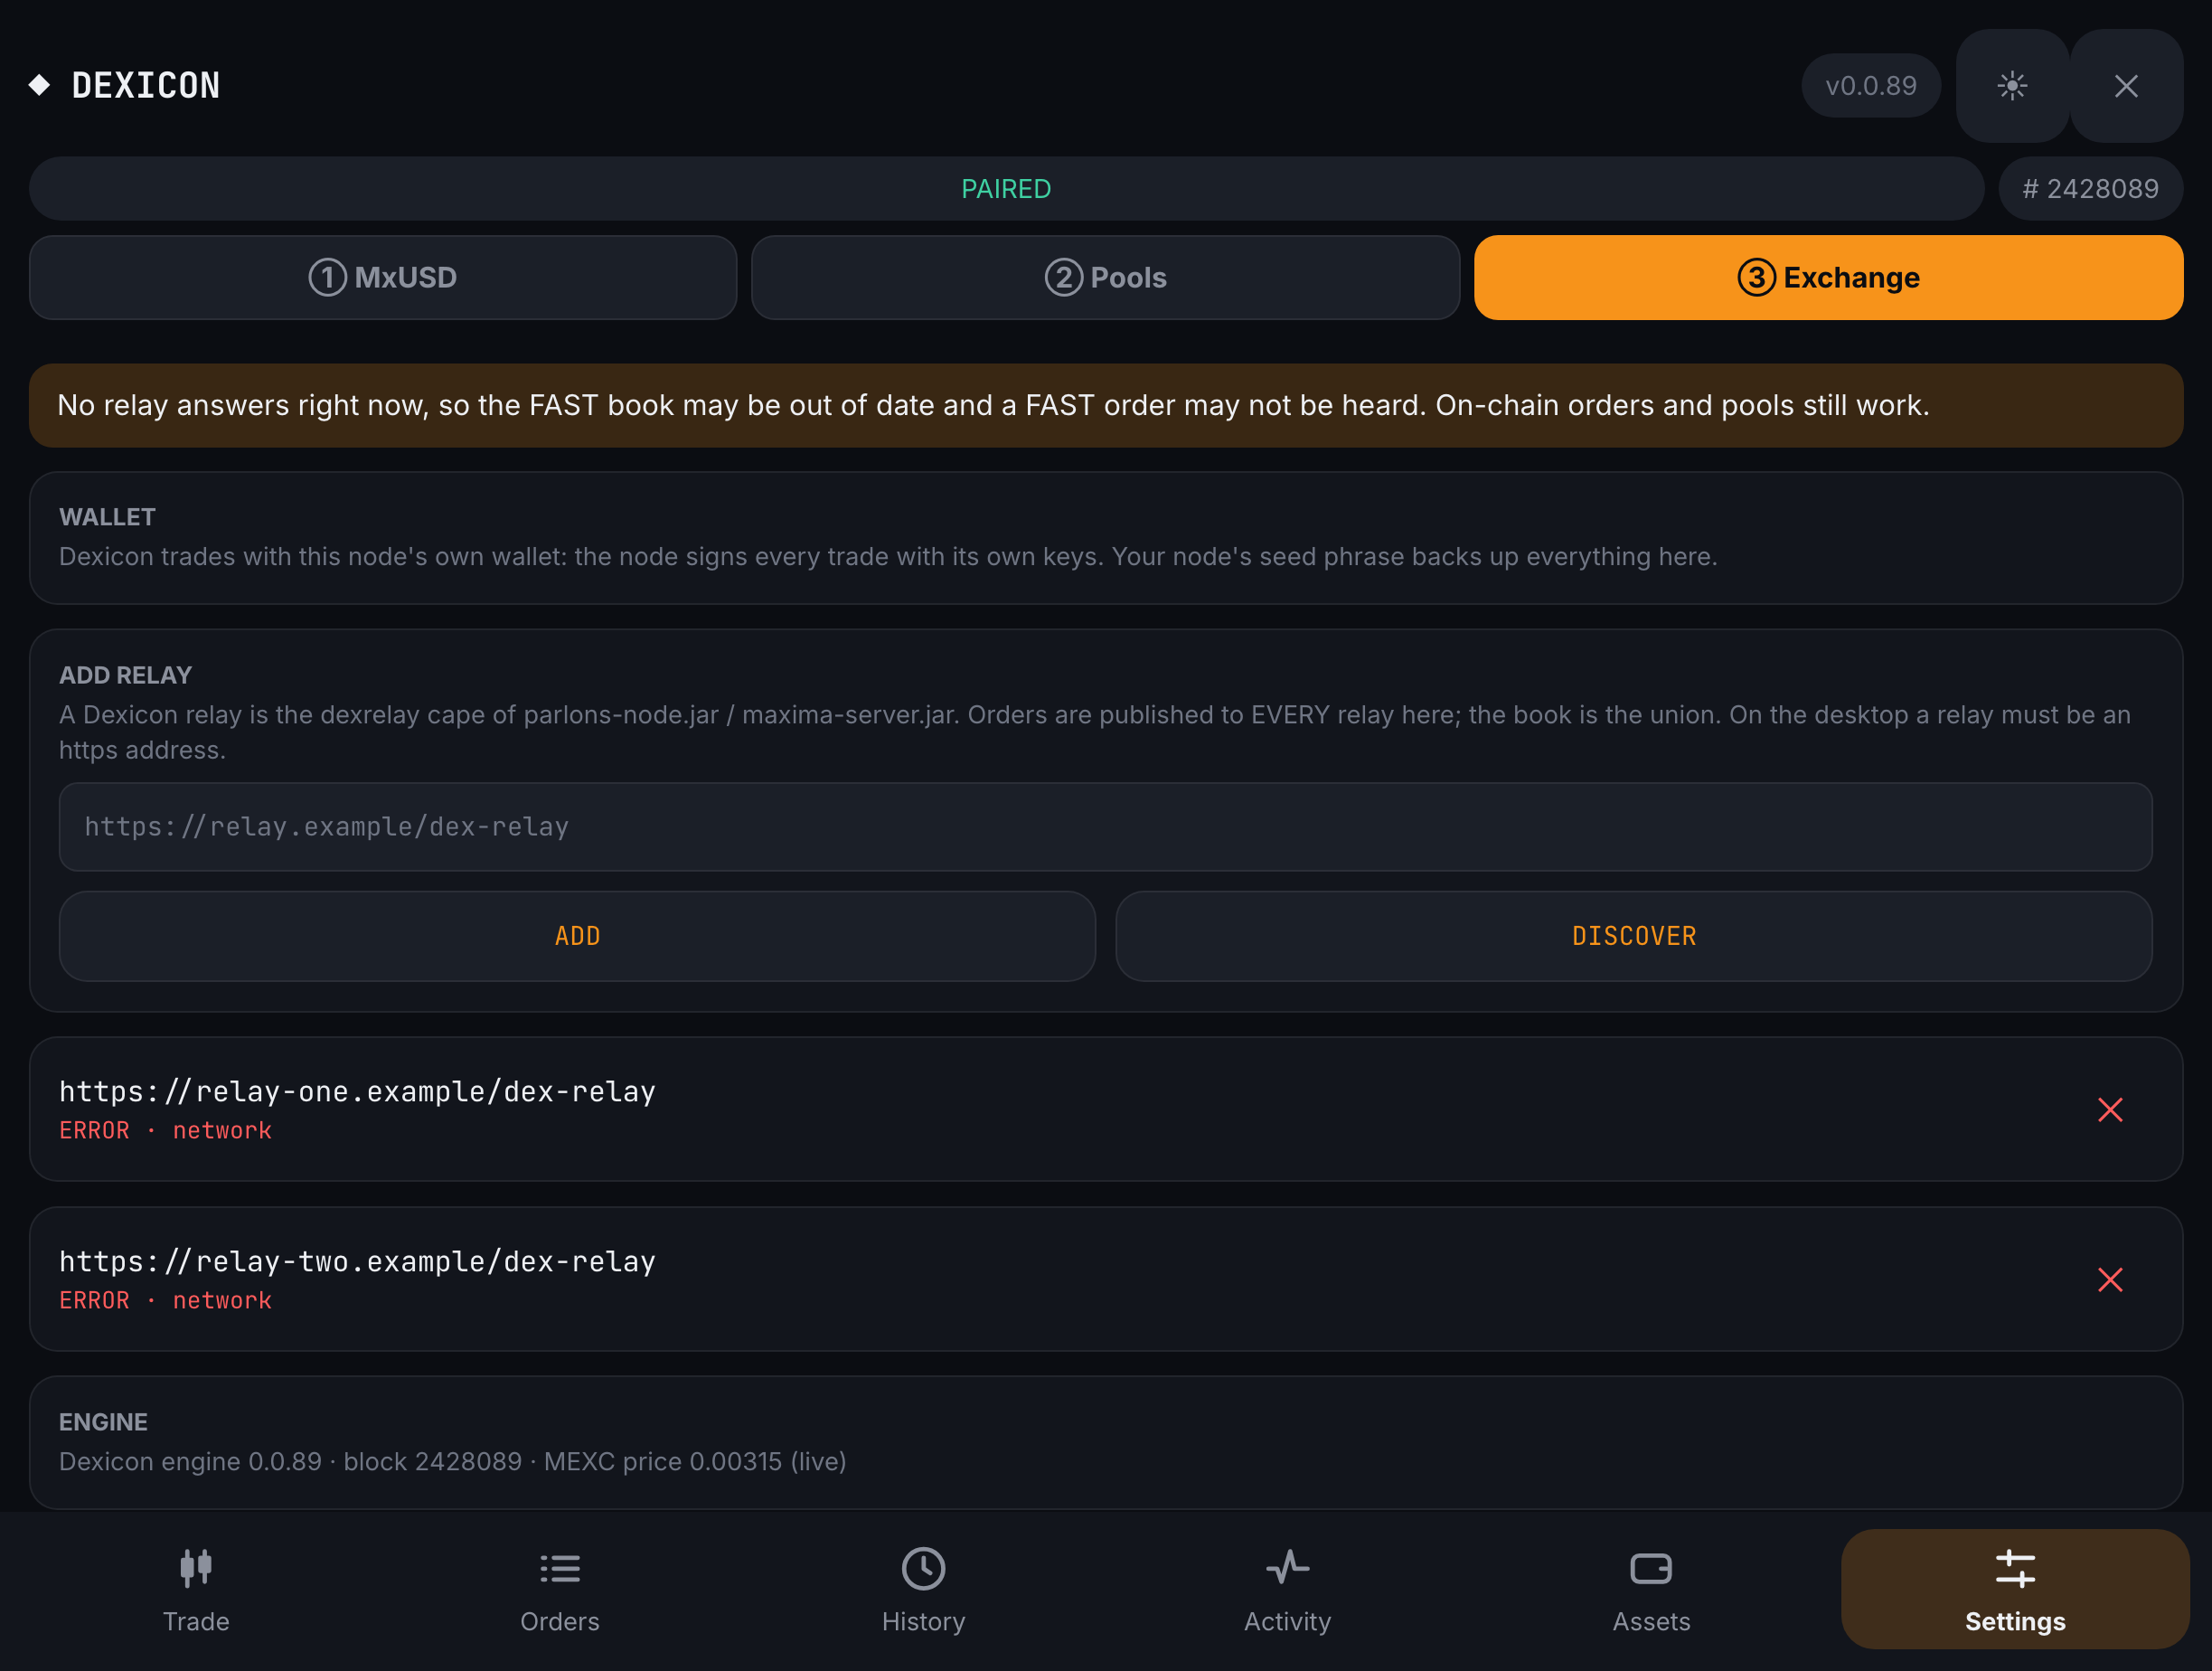 DEXICON
v0.0.89
PAIRED
# 2428089
1 MxUSD
2 Pools
3 Exchange
No relay answers right now, so the FAST book may be out of date and a FAST order may not be heard. On-chain orders and pools still work.
WALLET
Dexicon trades with this node's own wallet: the node signs every trade with its own keys. Your node's seed phrase backs up everything here.
ADD RELAY
A Dexicon relay is the dexrelay cape of parlons-node.jar / maxima-server.jar. Orders are published to EVERY relay here; the book is the union. On the desktop a relay must be an
https address.
https://relay.example/dex-relay
ADD
DISCOVER
https://relay-one.example/dex-relay
ERROR · network
https://relay-two.example/dex-relay
ERROR · network
ENGINE
Dexicon engine 0.0.89 · block 2428089 · MEXC price 0.00315 (live)
Trade
Orders
History
Activity
Assets
Settings